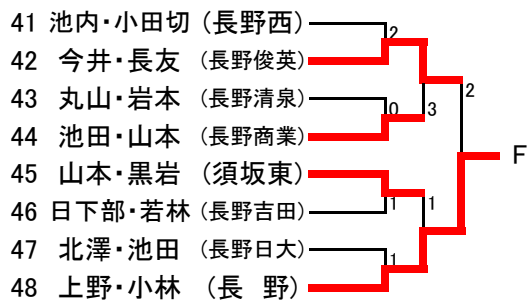 41 池内・小田切 (長野西)
2
42 今井・長友 (長野俊英)
2
43 丸山・岩本 (長野清泉)
0
3
44 池田・山本 (長野商業)
F
45 山本・黒岩 (須坂東)
1
1
46 日下部・若林 (長野吉田)
47 北澤・池田 (長野日大)
1
48 上野・小林 (長 野)